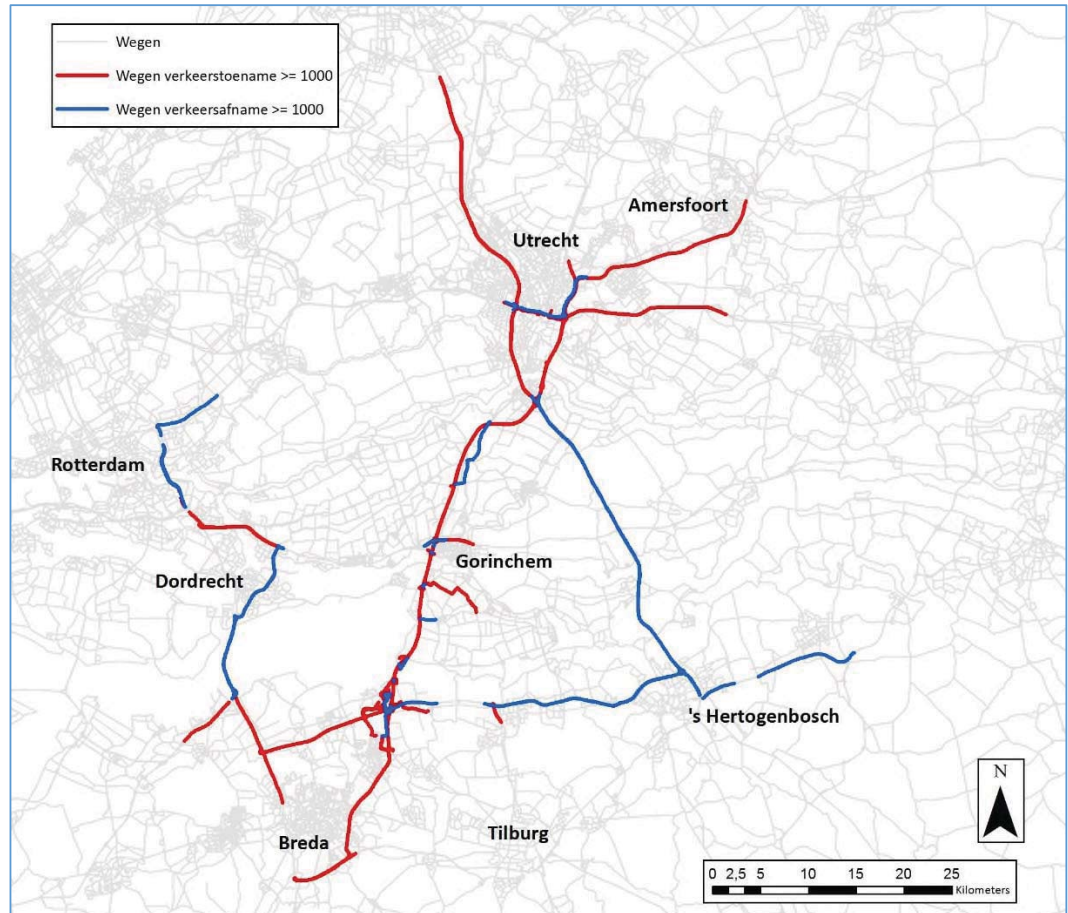 Wegen
Wegen verkeerstoename >= 1000
Wegen verkeersafname >= 1000
Amersfoort
Utrecht
Rotterdam
Gorinchem
Dordrecht
's Hertogenbosch
N
Tilburg
Breda
0 2,5 5 10 15 20 25
Kilometers